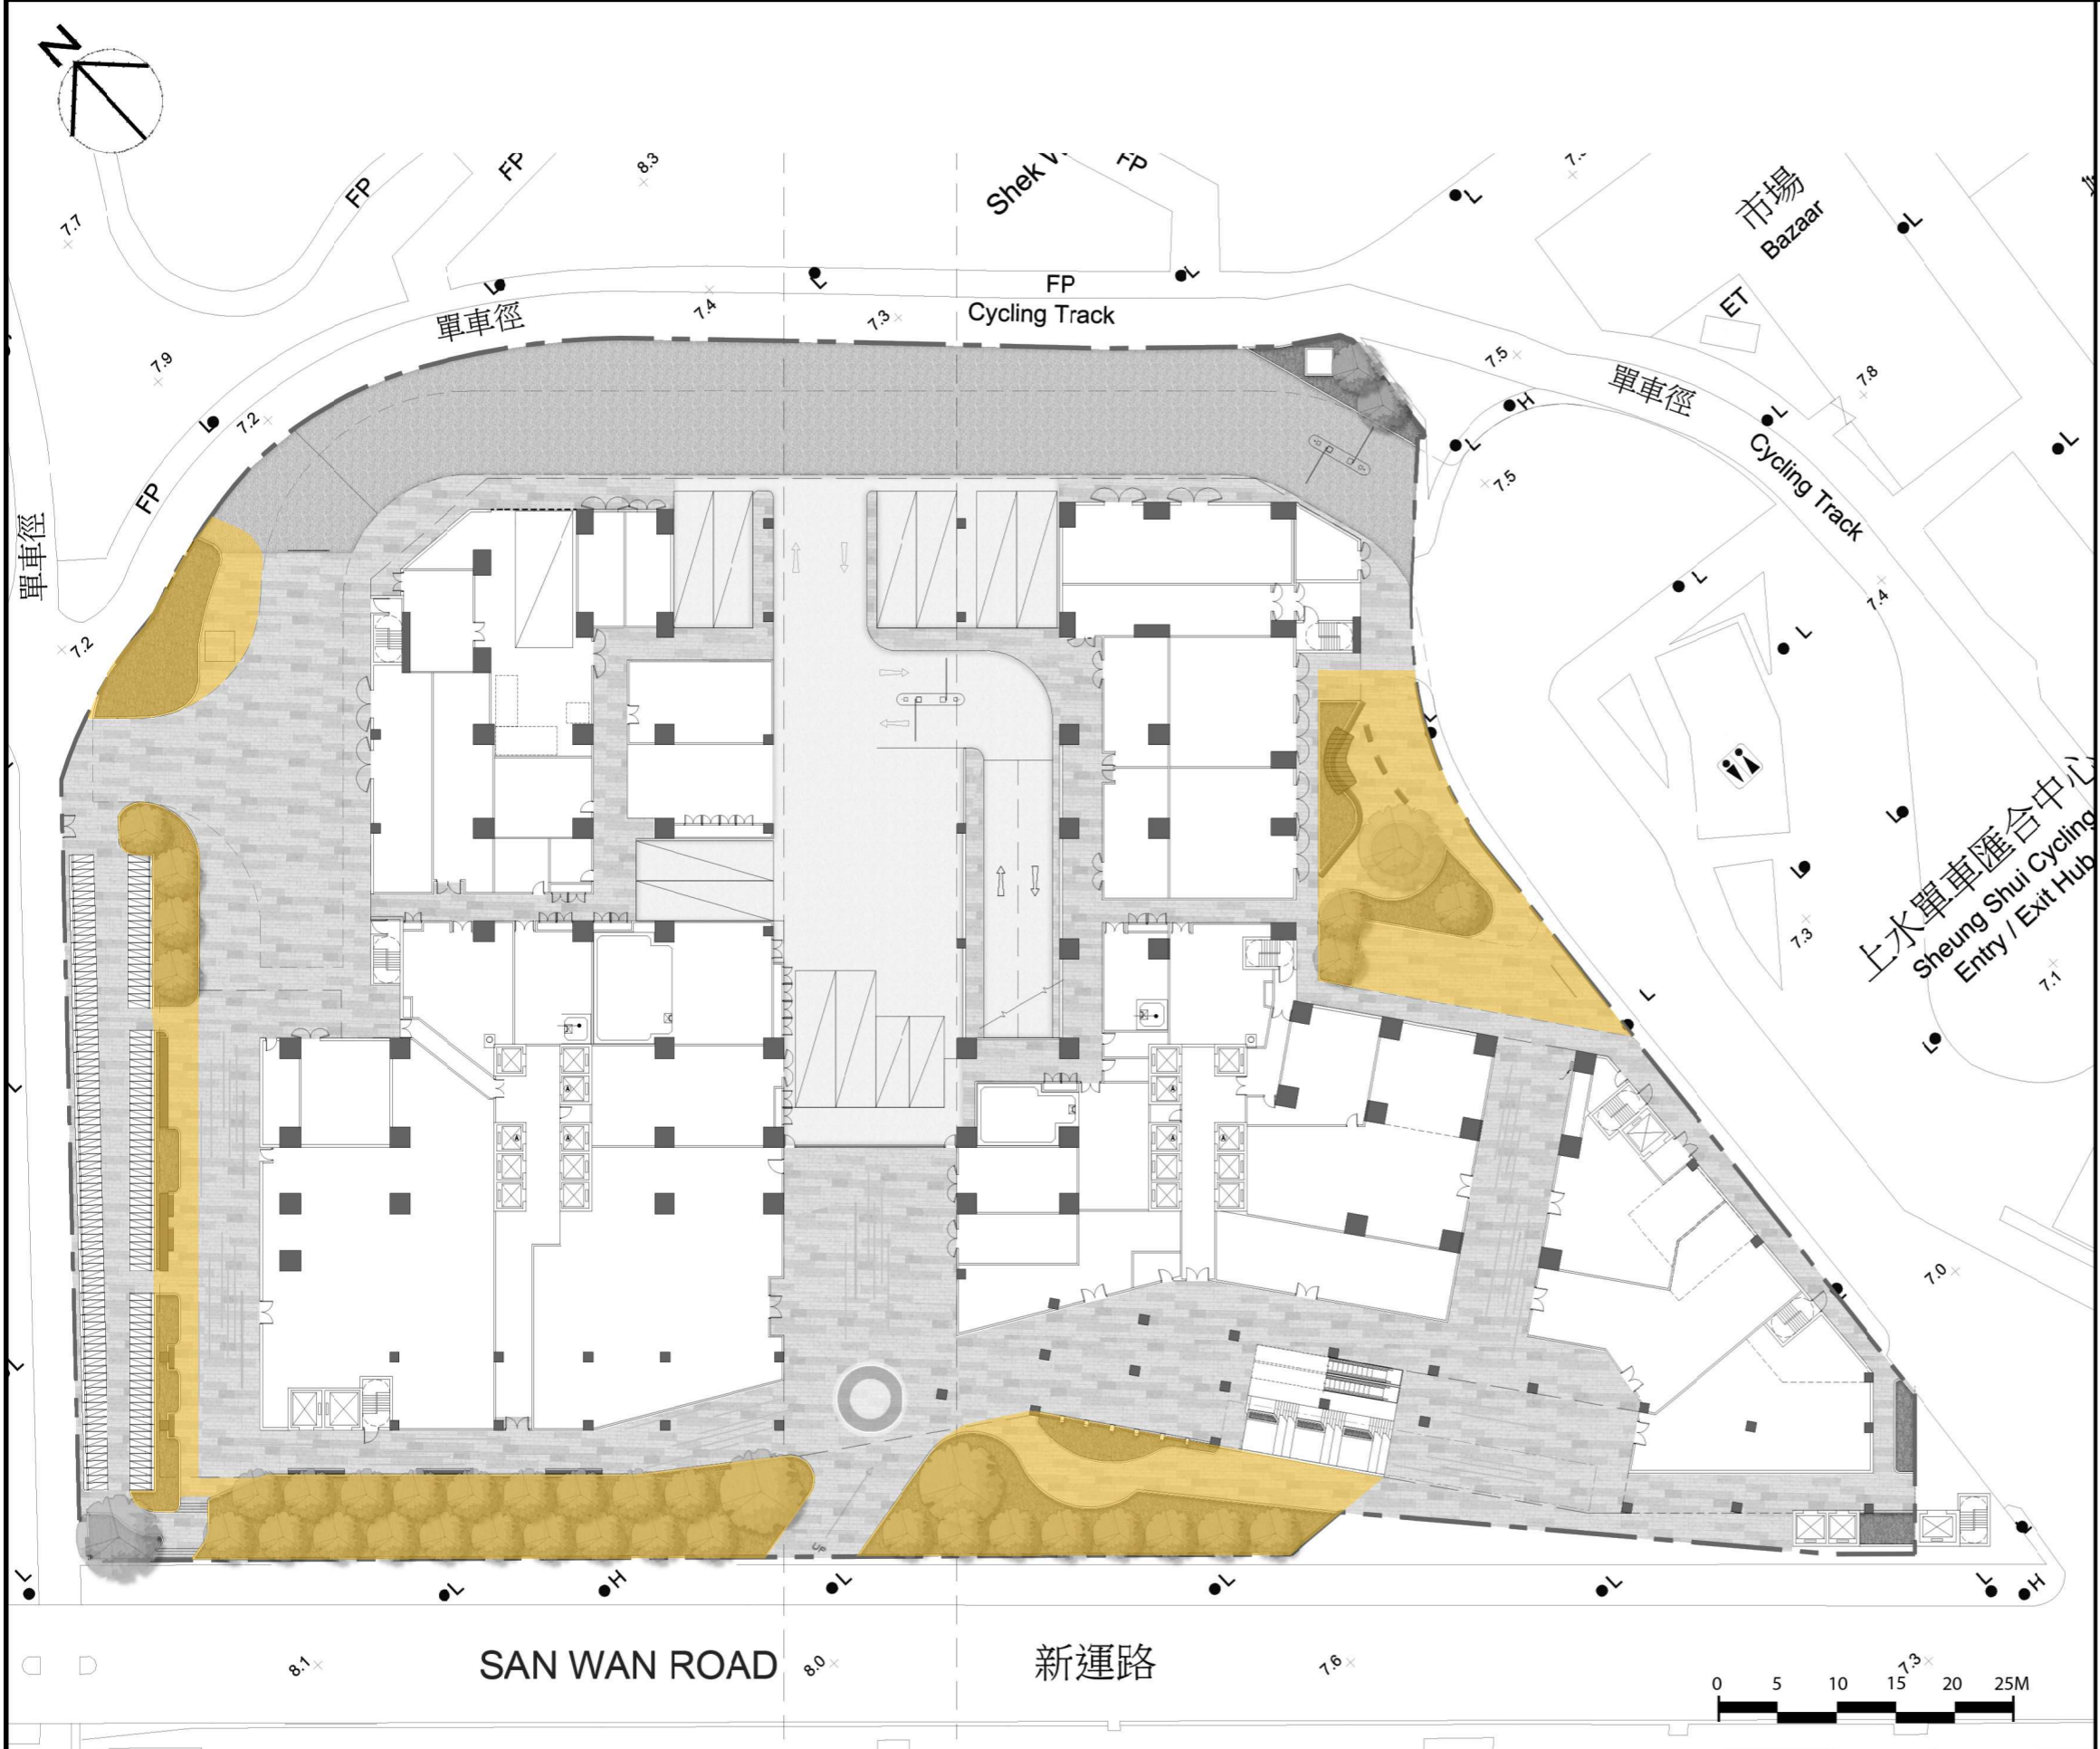 N
FP
FP
8.3
Shek
FP
7.7
L
市場
Bazaar
L
L
L
L
FP
Cycling Track
7.4
7.3
單車徑
ET
7.9
7.5
單車徑
7.8
L
7.2
H
L
L
Cycling Track
L
FP
7.5
單車徑
7.2
L
7.4
L
L
L
L
上水單車匯合中心
Sheung Shui Cycling
Entry / Exit Hub
7.3
7.1
L
L
L
A
A
A
A
A
A
7.0
L
L
UP
L
L
H
L
L
L
L
L
H
8.1
SAN WAN ROAD
8.0
新運路
7.6
7.3
0 5 10 15 20 25M